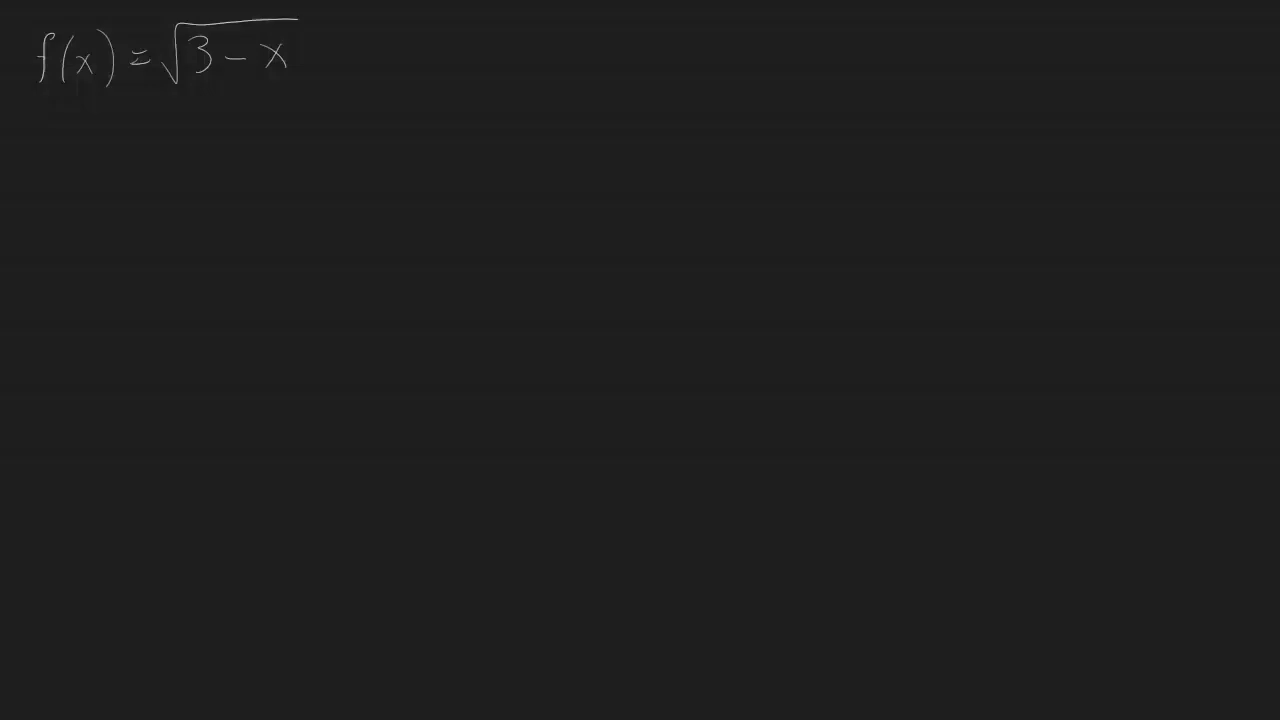 f(x) = √(3 - x)